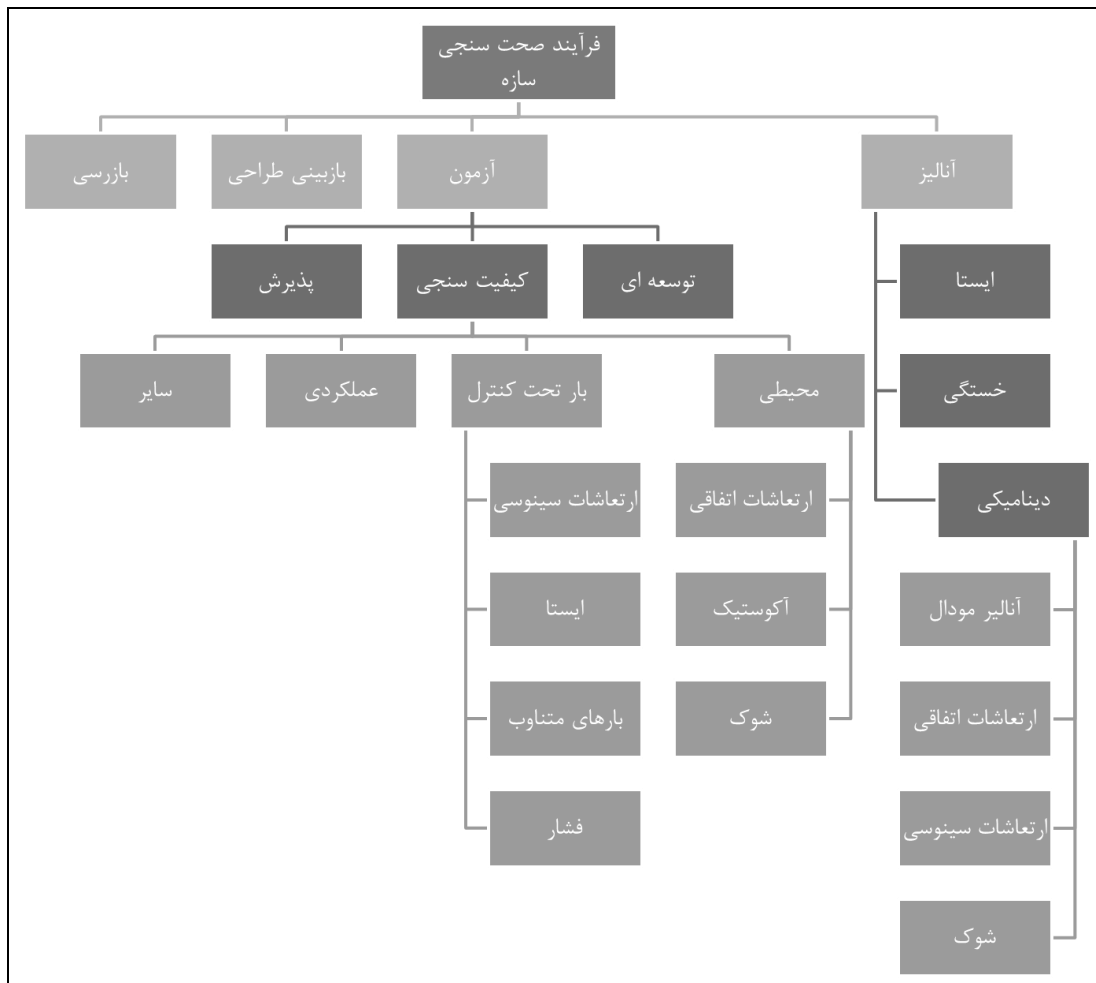 فرآیند صحت سنجی
سازه
آنالیز
آزمون
بازبینی طراحی
بازرسی
ایستا
توسعه ای
کیفیت سنجی
پذیرش
خستگی
محیطی
بار تحت کنترل
عملکردی
سایر
دینامیکی
ارتعاشات اتفاقی
ارتعاشات سینوسی
آنالیر مودال
آکوستیک
ایستا
ارتعاشات اتفاقی
شوک
بارهای متناوب
ارتعاشات سینوسی
فشار
شوک